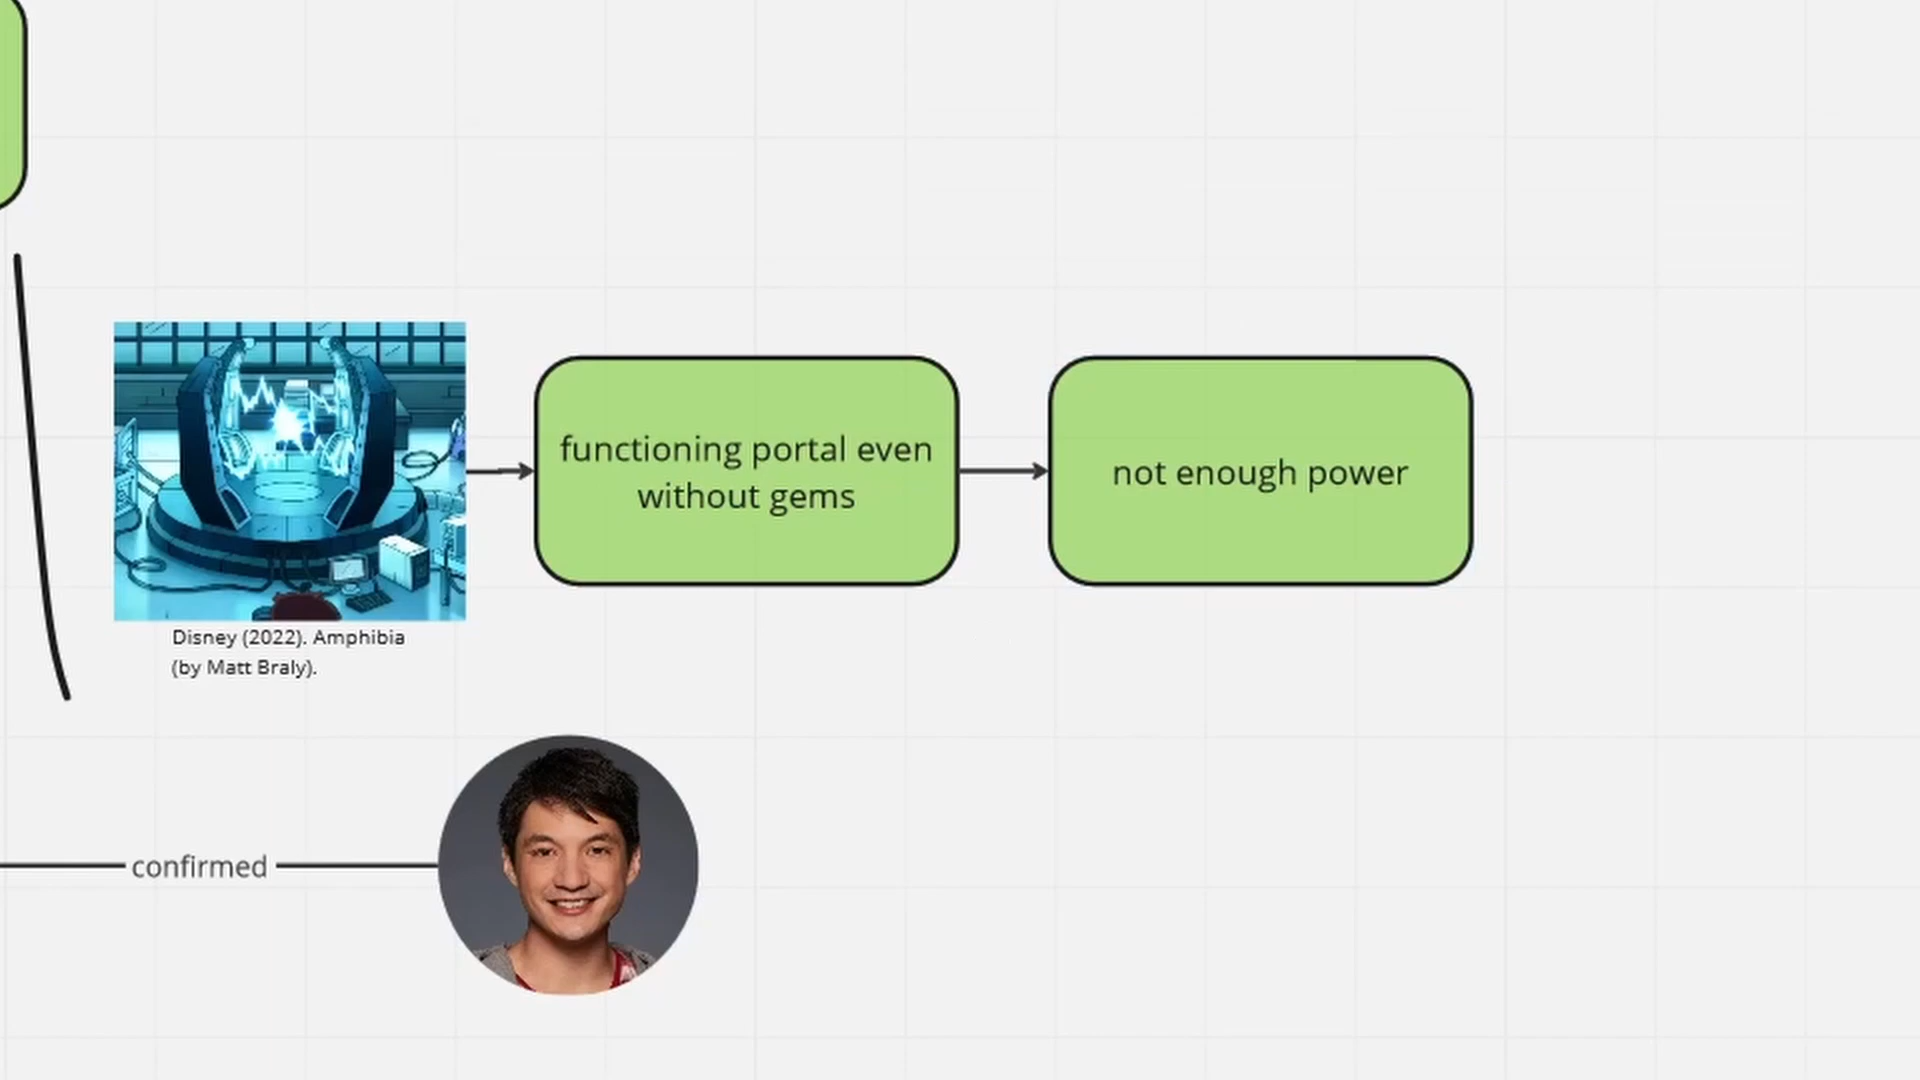 functioning portal even
without gems
not enough power
Disney (2022). Amphibia
(by Matt Braly).
confirmed